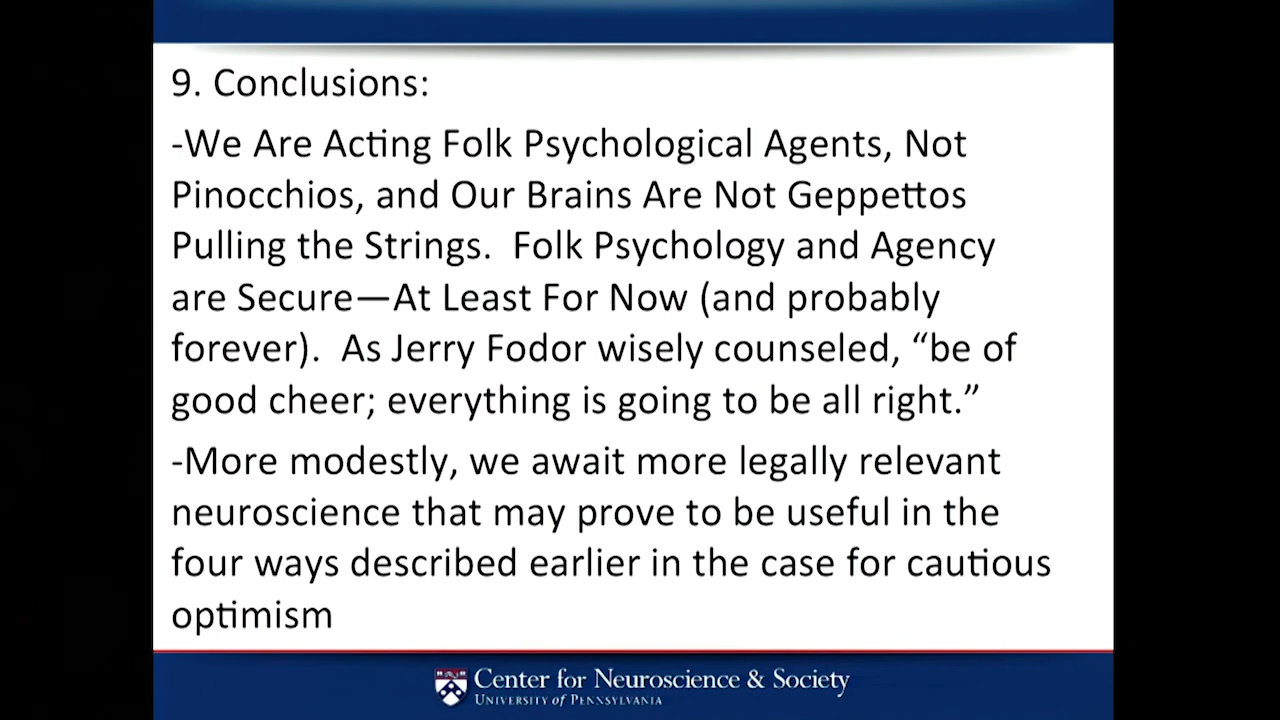 9. Conclusions:
-We Are Acting Folk Psychological Agents, Not
Pinocchios, and Our Brains Are Not Geppettos
Pulling the Strings.  Folk Psychology and Agency
are Secure—At Least For Now (and probably
forever).  As Jerry Fodor wisely counseled, “be of
good cheer; everything is going to be all right.”
-More modestly, we await more legally relevant
neuroscience that may prove to be useful in the
four ways described earlier in the case for cautious
optimism
Center for Neuroscience & Society
University of Pennsylvania